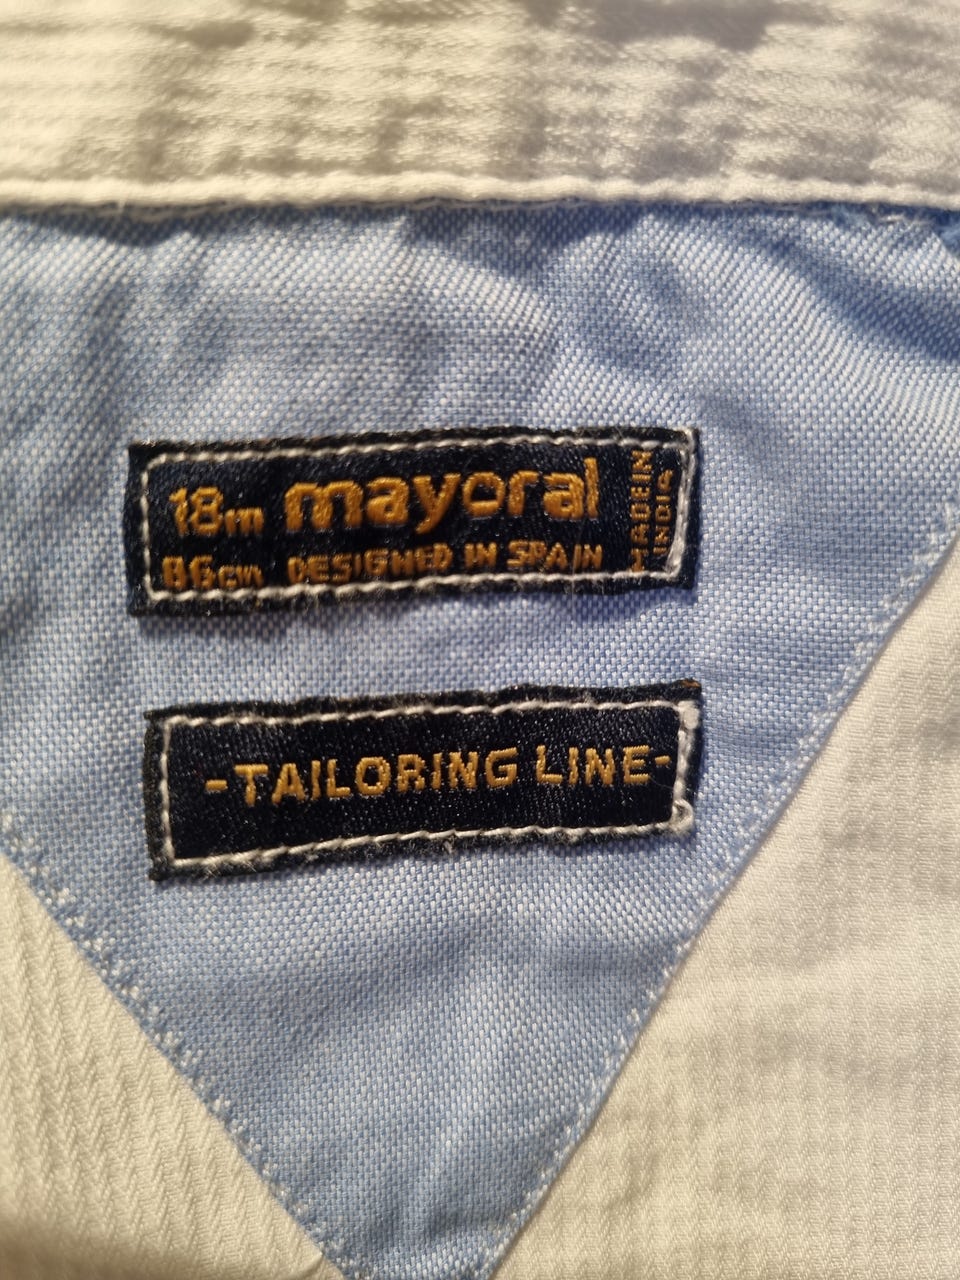 18m mayoral
86cm DESIGNED IN SPAIN
MADE IN
INDIA
-TAILORING LINE-